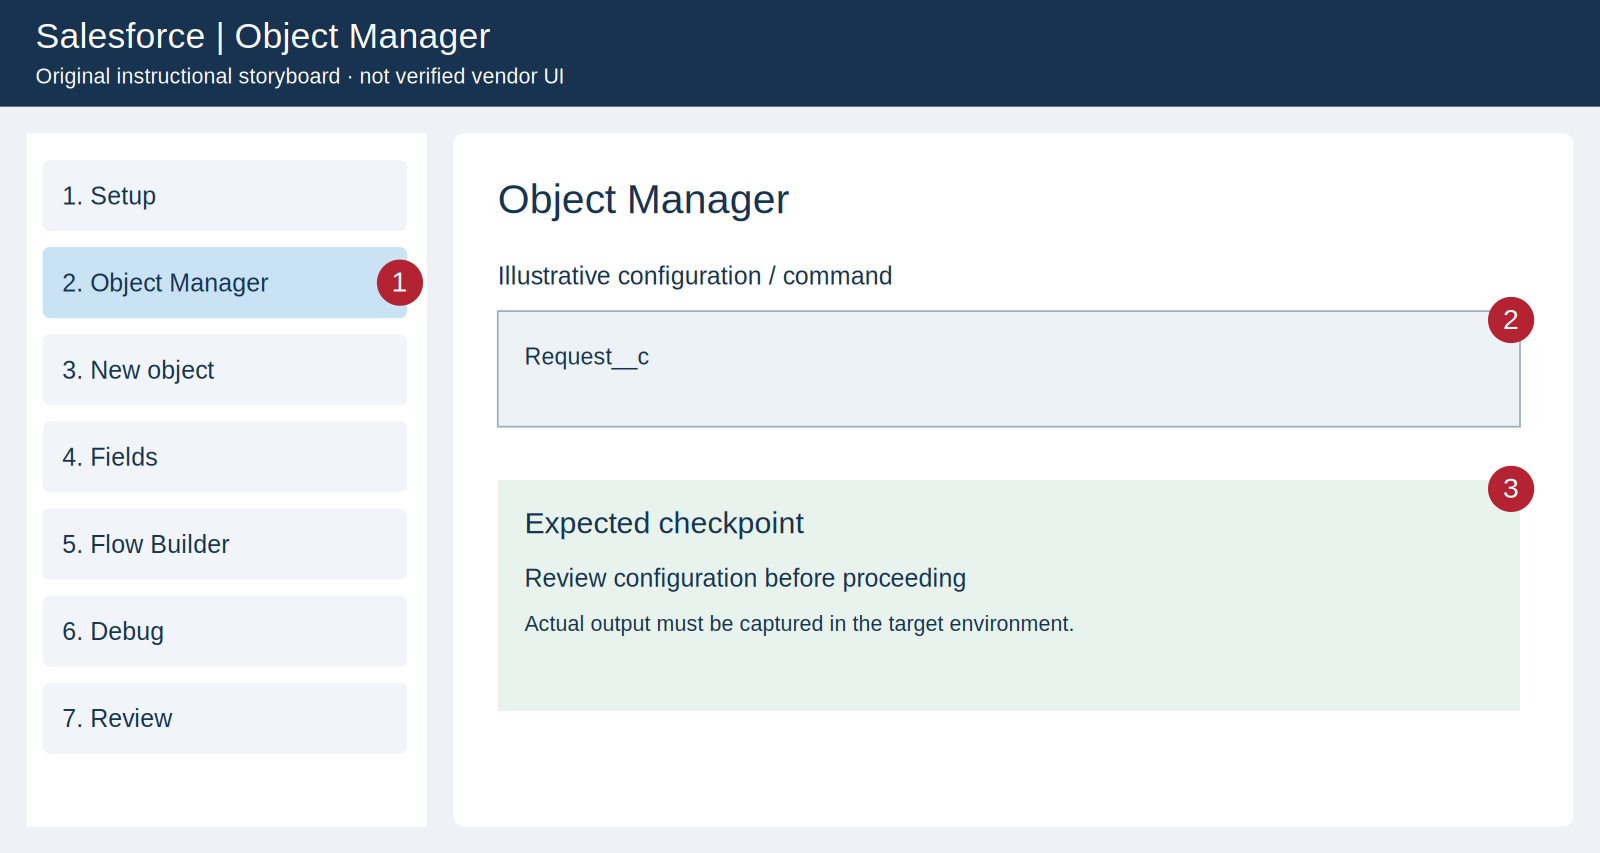 Salesforce | Object Manager
Original instructional storyboard · not verified vendor UI
1. Setup
2. Object Manager
1
3. New object
4. Fields
5. Flow Builder
6. Debug
7. Review
Object Manager
Illustrative configuration / command
2
Request__c
3
Expected checkpoint
Review configuration before proceeding
Actual output must be captured in the target environment.